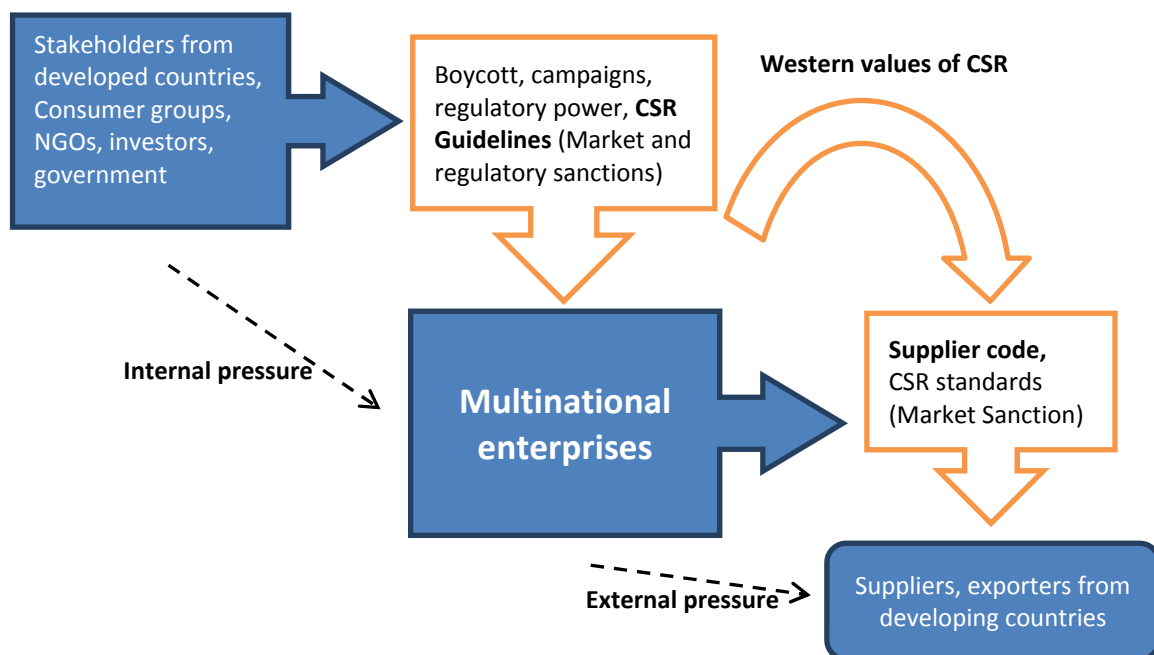 Stakeholders from
developed countries,
Consumer groups,
NGOs, investors,
government
Boycott, campaigns,
regulatory power, CSR
Guidelines (Market and
regulatory sanctions)
Western values of CSR
Internal pressure
Multinational
enterprises
Supplier code,
CSR standards
(Market Sanction)
External pressure
Suppliers, exporters from
developing countries